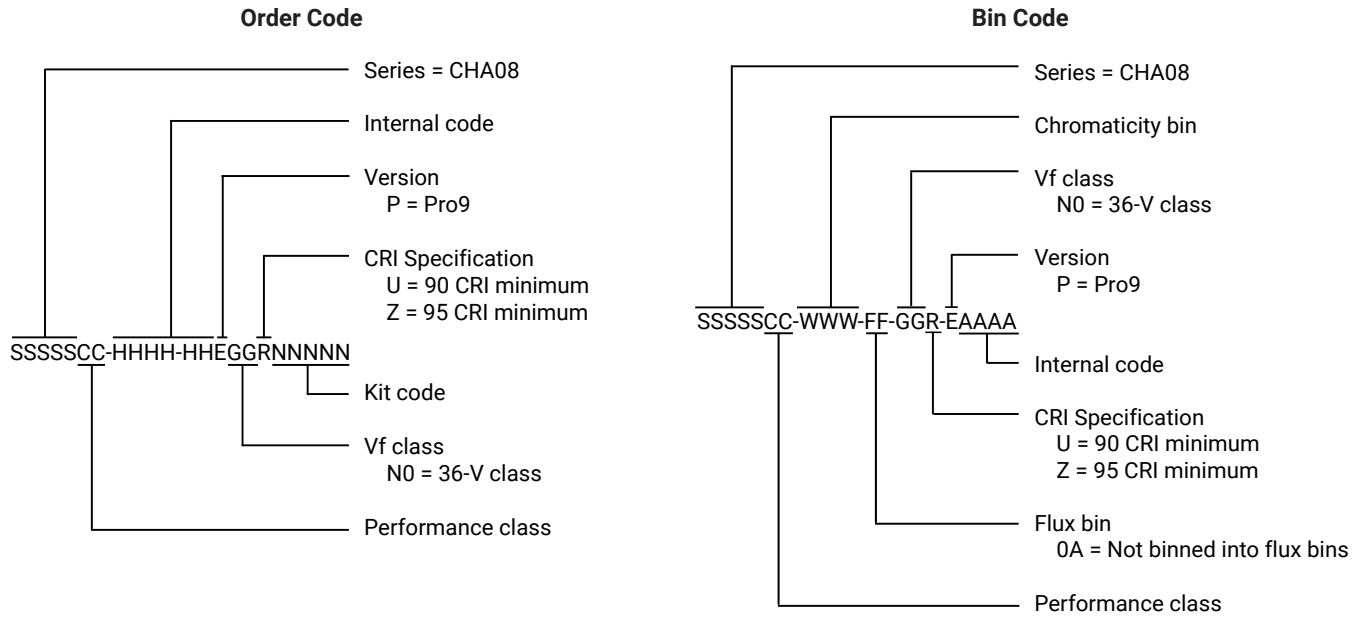 Order Code
Series = CHA08
Internal code
Version
P = Pro9
CRI Specification
U = 90 CRI minimum
Z = 95 CRI minimum
SSSSSCC-HHHH-HHEGGRNNNNN
Kit code
Vf class
N0 = 36-V class
Performance class
Bin Code
Series = CHA08
Chromaticity bin
Vf class
N0 = 36-V class
Version
P = Pro9
SSSSSCC-WWW-FF-GGR-EAAAA
Internal code
CRI Specification
U = 90 CRI minimum
Z = 95 CRI minimum
Flux bin
0A = Not binned into flux bins
Performance class